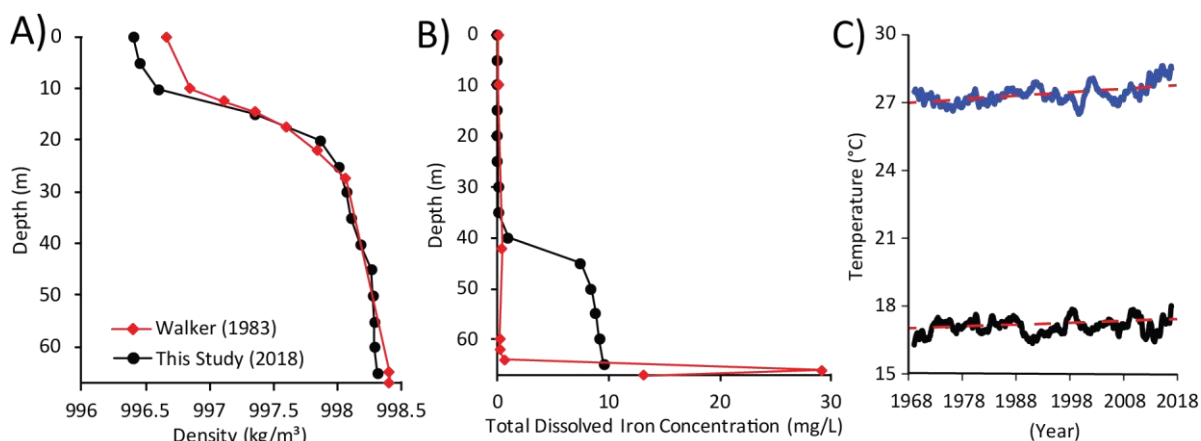 A)
0
10
20
30
40
50
60
Depth (m)
Walker (1983)
This Study (2018)
996 996.5 997 997.5 998 998.5
Density (kg/m³)
B)
0
10
20
30
40
50
60
Depth (m)
0 10 20 30
Total Dissolved Iron Concentration (mg/L)
C)
30
27
24
21
18
15
Temperature (°C)
1968 1978 1988 1998 2008 2018
(Year)